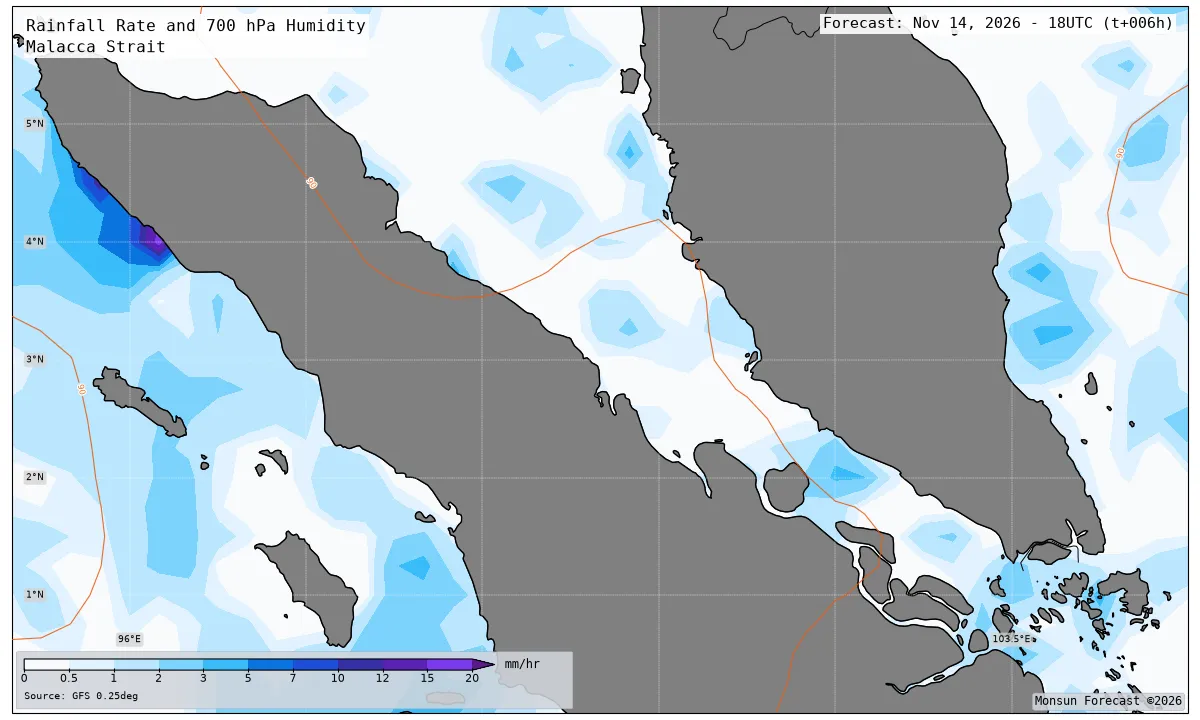 Rainfall Rate and 700 hPa Humidity
Malacca Strait
Forecast: Nov 14, 2026 - 18UTC (t+006h)
5°N
90
90
4°N
3°N
90
2°N
1°N
96°E
103.5°E
0 0.5 1 2 3 5 7 10 12 15 20 mm/hr
Source: GFS 0.25deg
Monsun Forecast ©2026